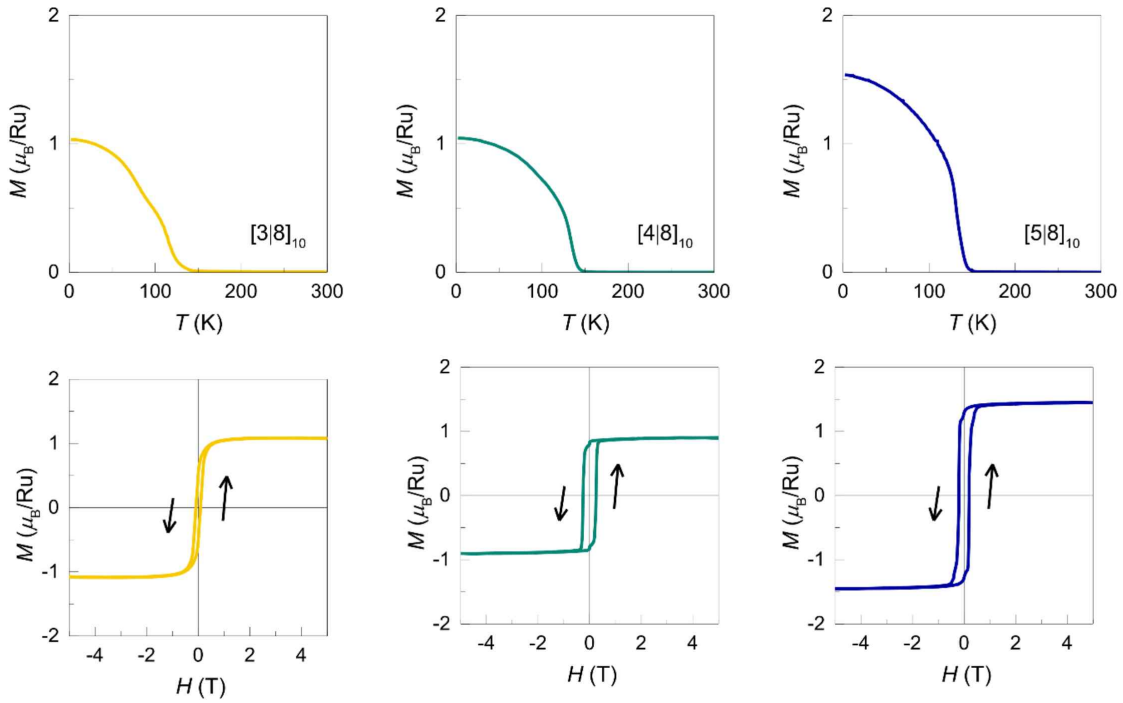 2
1
0
M (μB/Ru)
[3|8]10
0 100 200 300
T (K)
2
1
0
M (μB/Ru)
[4|8]10
0 100 200 300
T (K)
2
1
0
M (μB/Ru)
[5|8]10
0 100 200 300
T (K)
2
1
0
-1
-2
M (μB/Ru)
-4 -2 0 2 4
H (T)
2
1
0
-1
-2
M (μB/Ru)
-4 -2 0 2 4
H (T)
2
1
0
-1
-2
M (μB/Ru)
-4 -2 0 2 4
H (T)